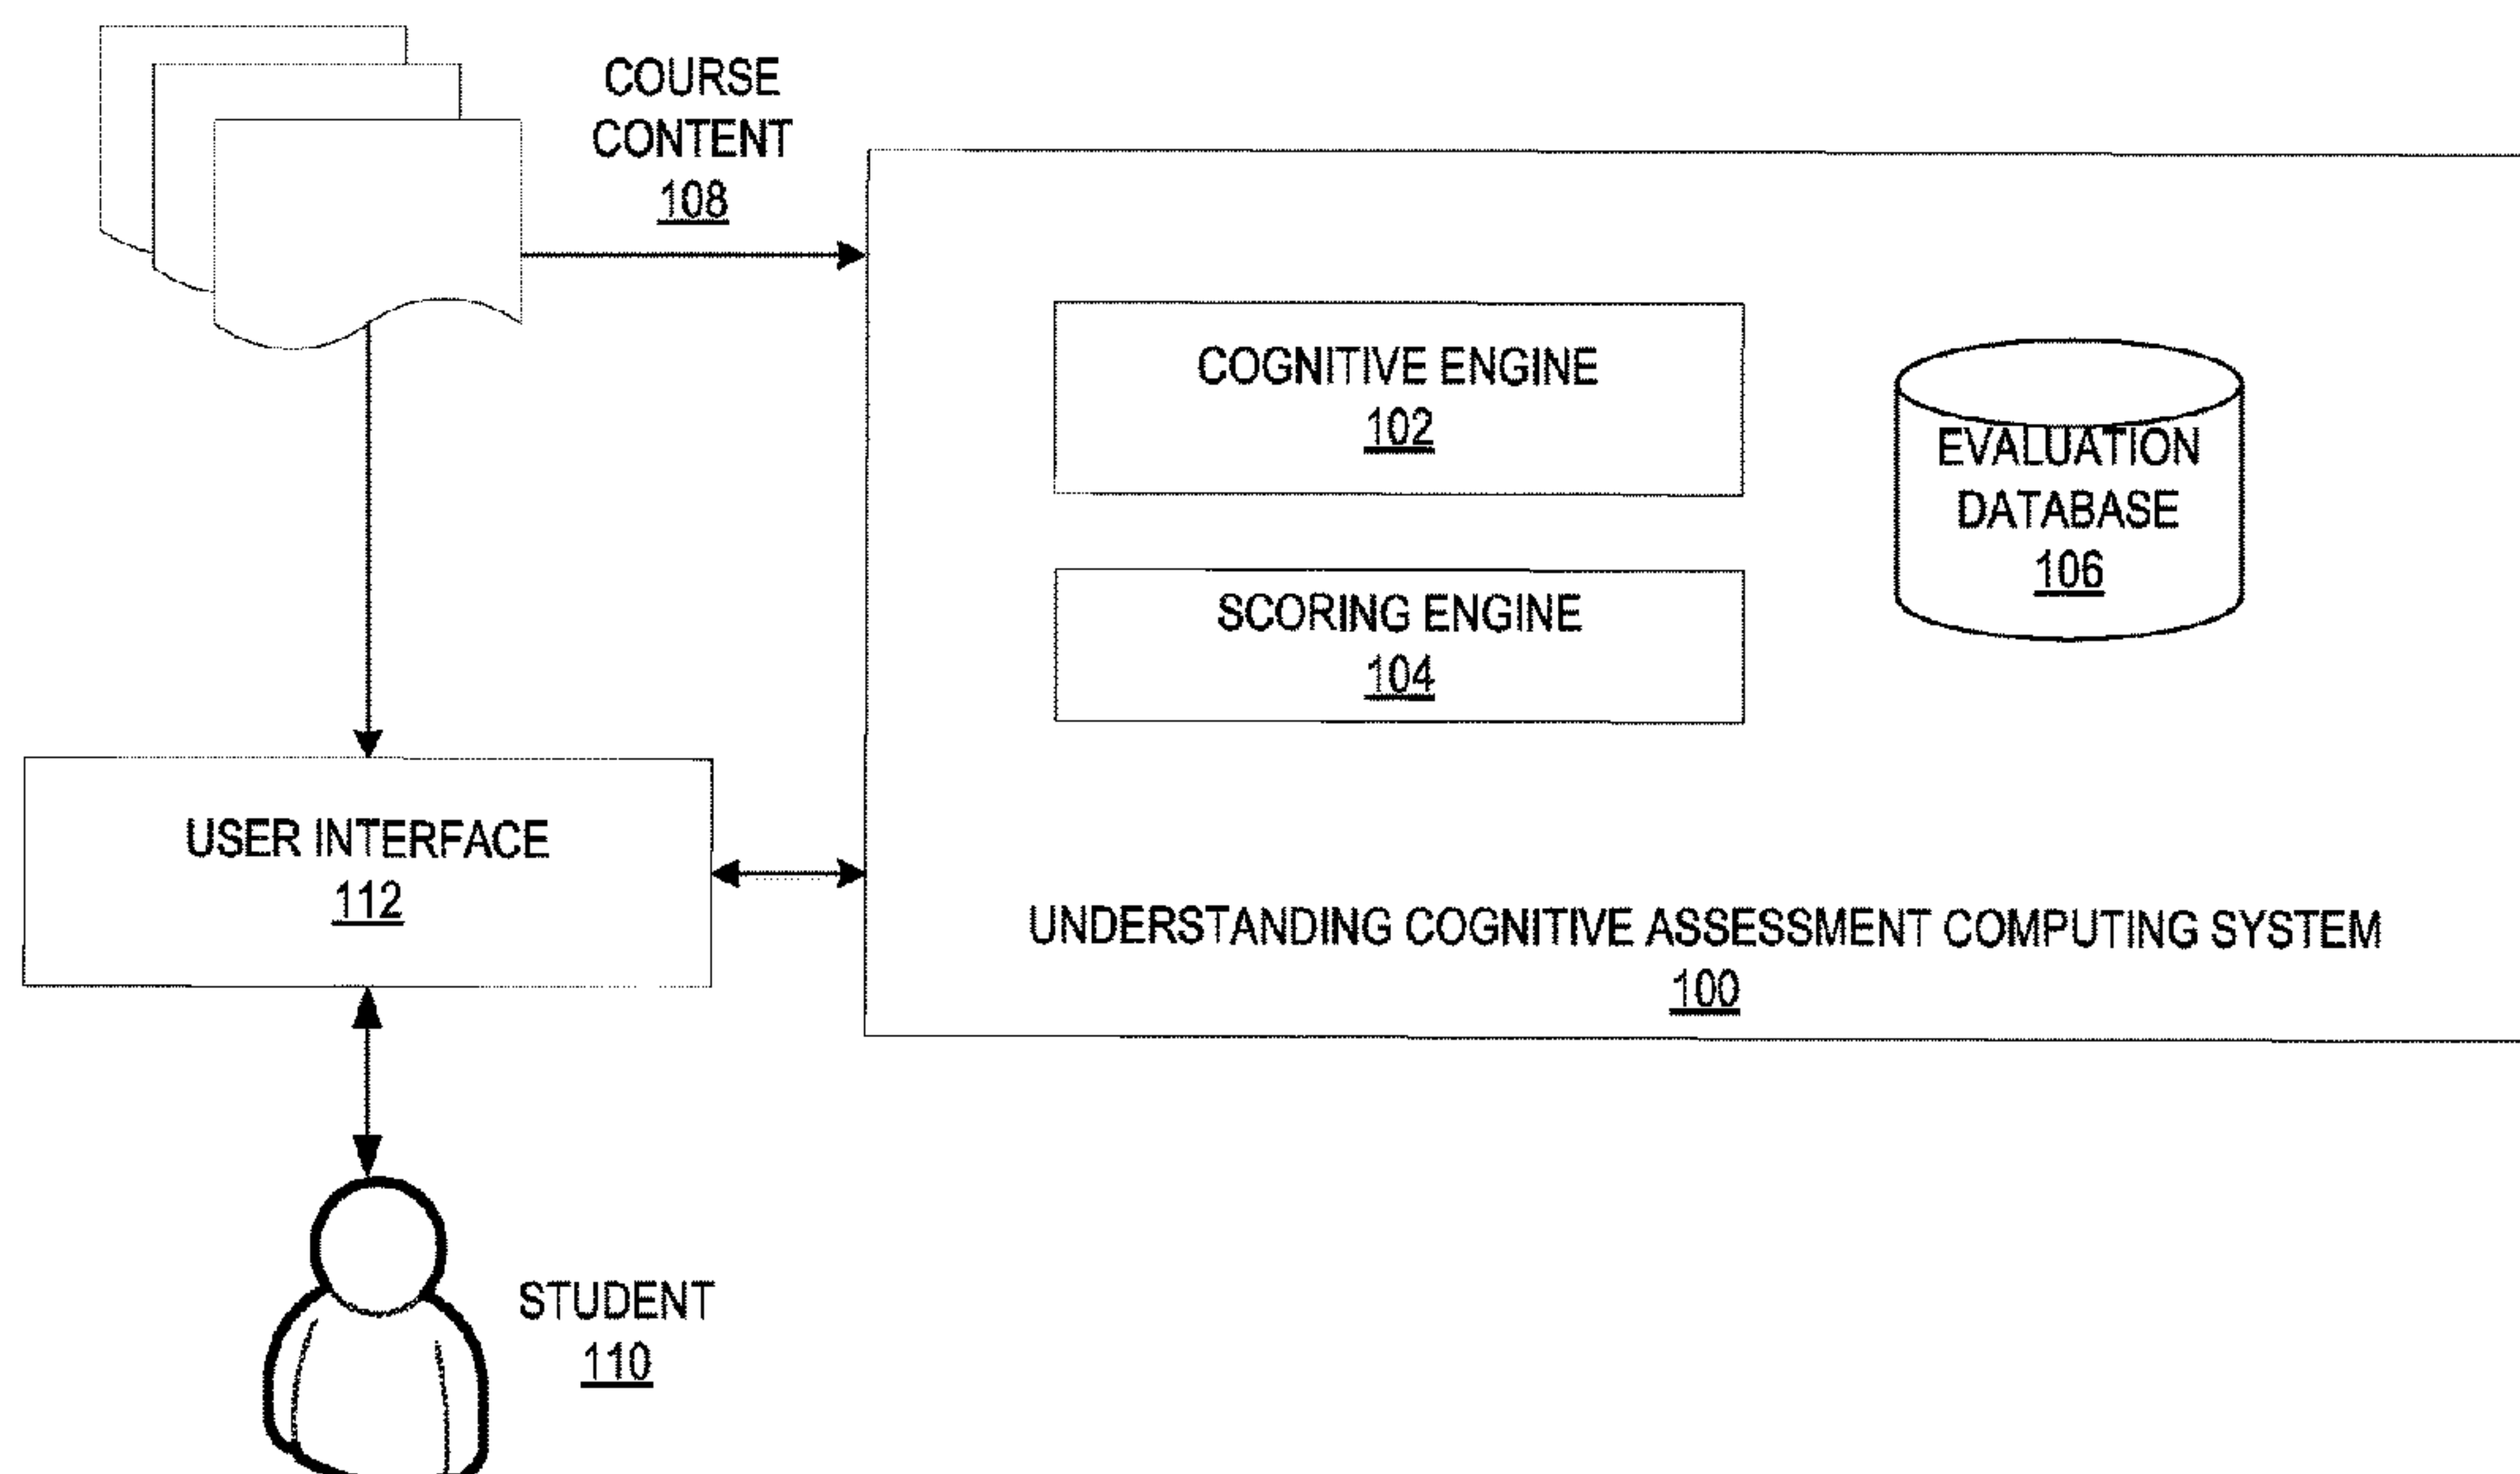 COURSE
CONTENT
108
COGNITIVE ENGINE
102
EVALUATION
DATABASE
106
SCORING ENGINE
104
USER INTERFACE
112
UNDERSTANDING COGNITIVE ASSESSMENT COMPUTING SYSTEM
100
STUDENT
110